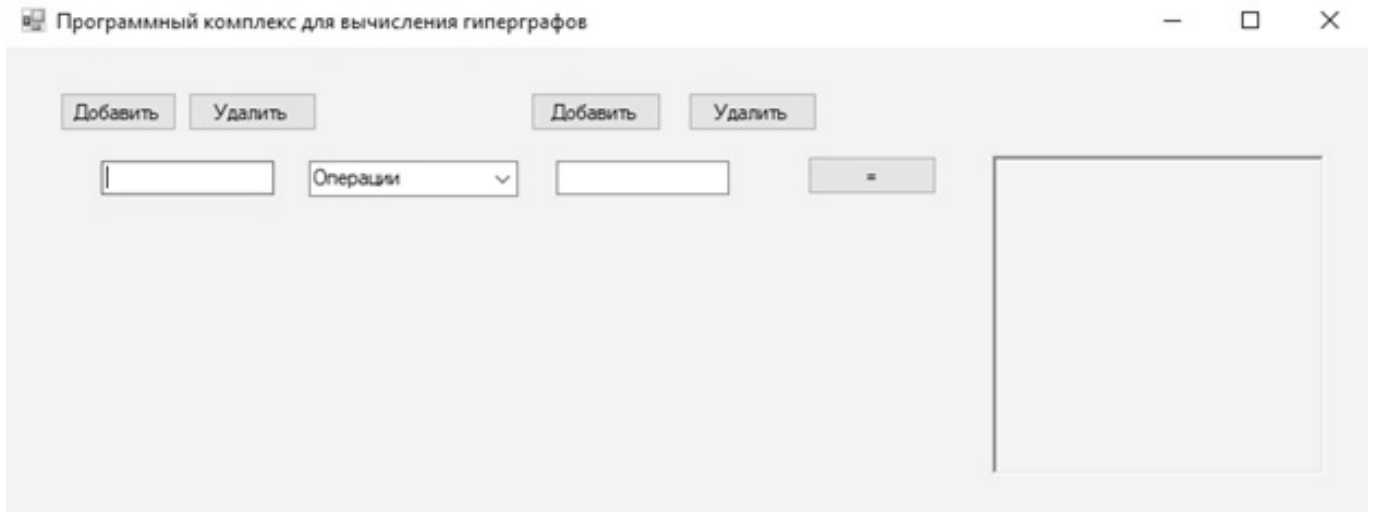 Программный комплекс для вычисления гиперграфов
Добавить Удалить Добавить Удалить
Операции =